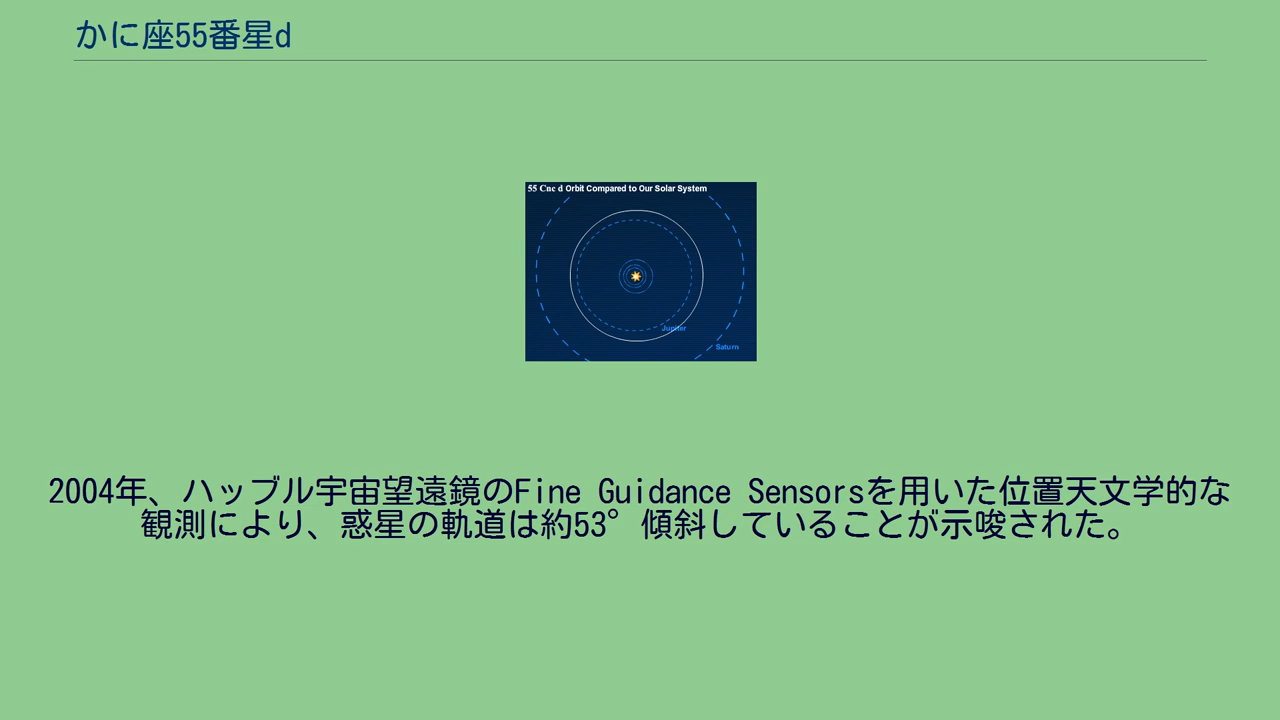 かに座55番星d
55 Cnc d Orbit Compared to Our Solar System
Jupiter
Saturn
2004年、ハッブル宇宙望遠鏡のFine Guidance Sensorsを用いた位置天文学的な
観測により、惑星の軌道は約53°傾斜していることが示唆された。